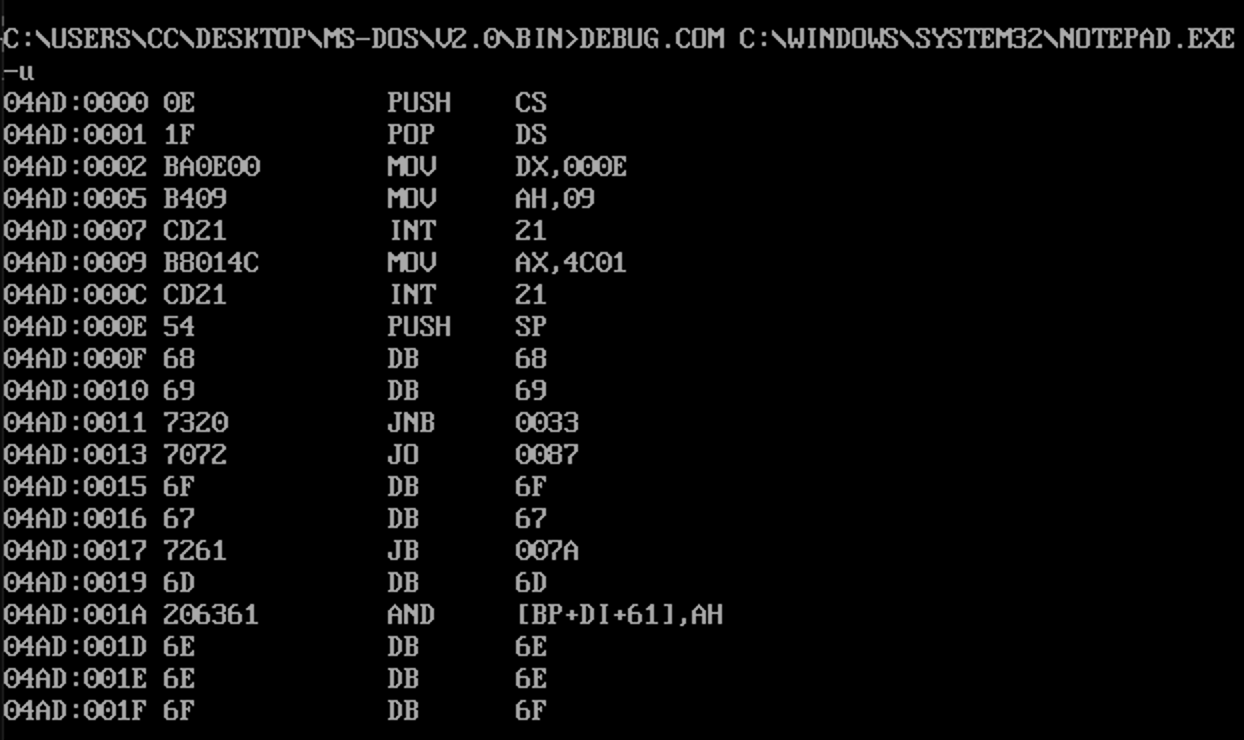 C:\USERS\CC\DESKTOP\MS-DOS\V2.0\BIN>DEBUG.COM C:\WINDOWS\SYSTEM32\NOTEPAD.EXE
-u
04AD:0000 0E            PUSH    CS
04AD:0001 1F            POP     DS
04AD:0002 BA0E00        MOV     DX,000E
04AD:0005 B409          MOV     AH,09
04AD:0007 CD21          INT     21
04AD:0009 B8014C        MOV     AX,4C01
04AD:000C CD21          INT     21
04AD:000E 54            PUSH    SP
04AD:000F 68            DB      68
04AD:0010 69            DB      69
04AD:0011 7320          JNB     0033
04AD:0013 7072          JO      0087
04AD:0015 6F            DB      6F
04AD:0016 67            DB      67
04AD:0017 7261          JB      007A
04AD:0019 6D            DB      6D
04AD:001A 206361        AND     [BP+DI+61],AH
04AD:001D 6E            DB      6E
04AD:001E 6E            DB      6E
04AD:001F 6F            DB      6F